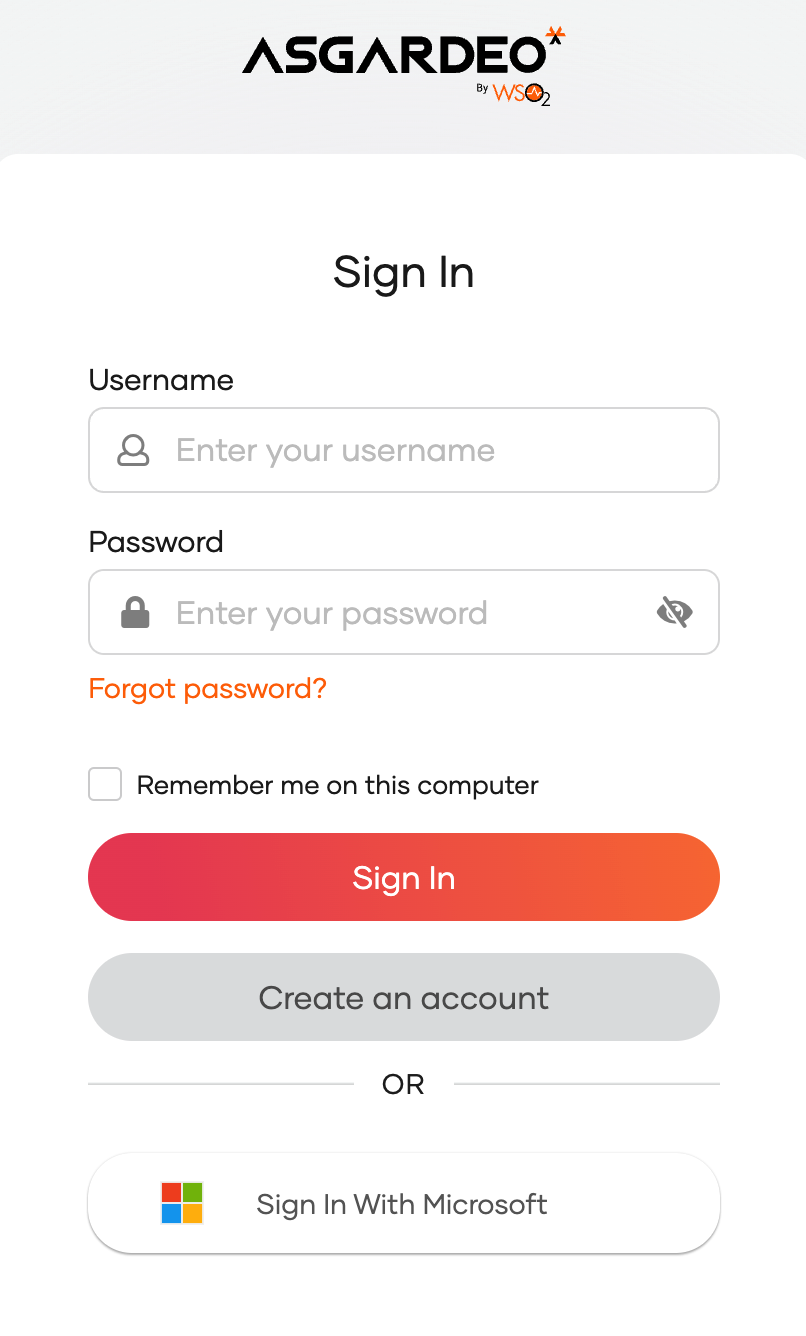 ASGARDEO
By WSO2
Sign In
Username
Enter your username
Password
Enter your password
Forgot password?
Remember me on this computer
Sign In
Create an account
OR
Sign In With Microsoft